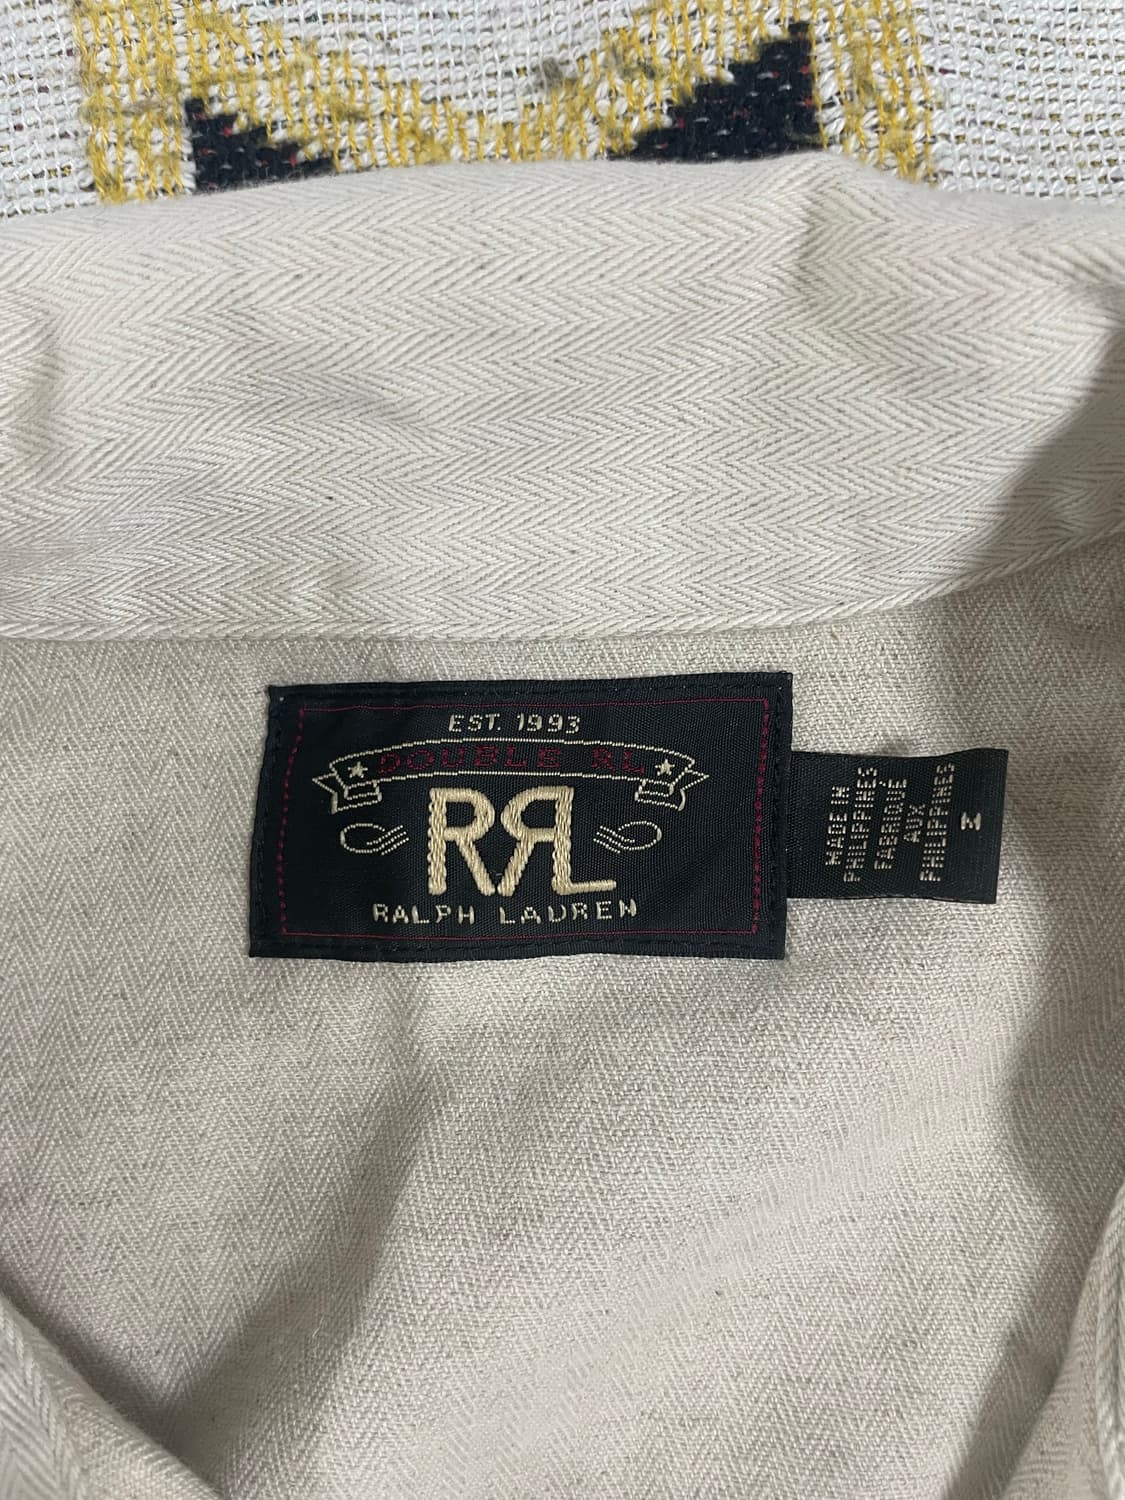 EST. 1993
DOUBLE RL
RRL
RALPH LAUREN
MADE IN
PHILIPPINES
FABRIQUÉ
AUX
PHILIPPINES
M